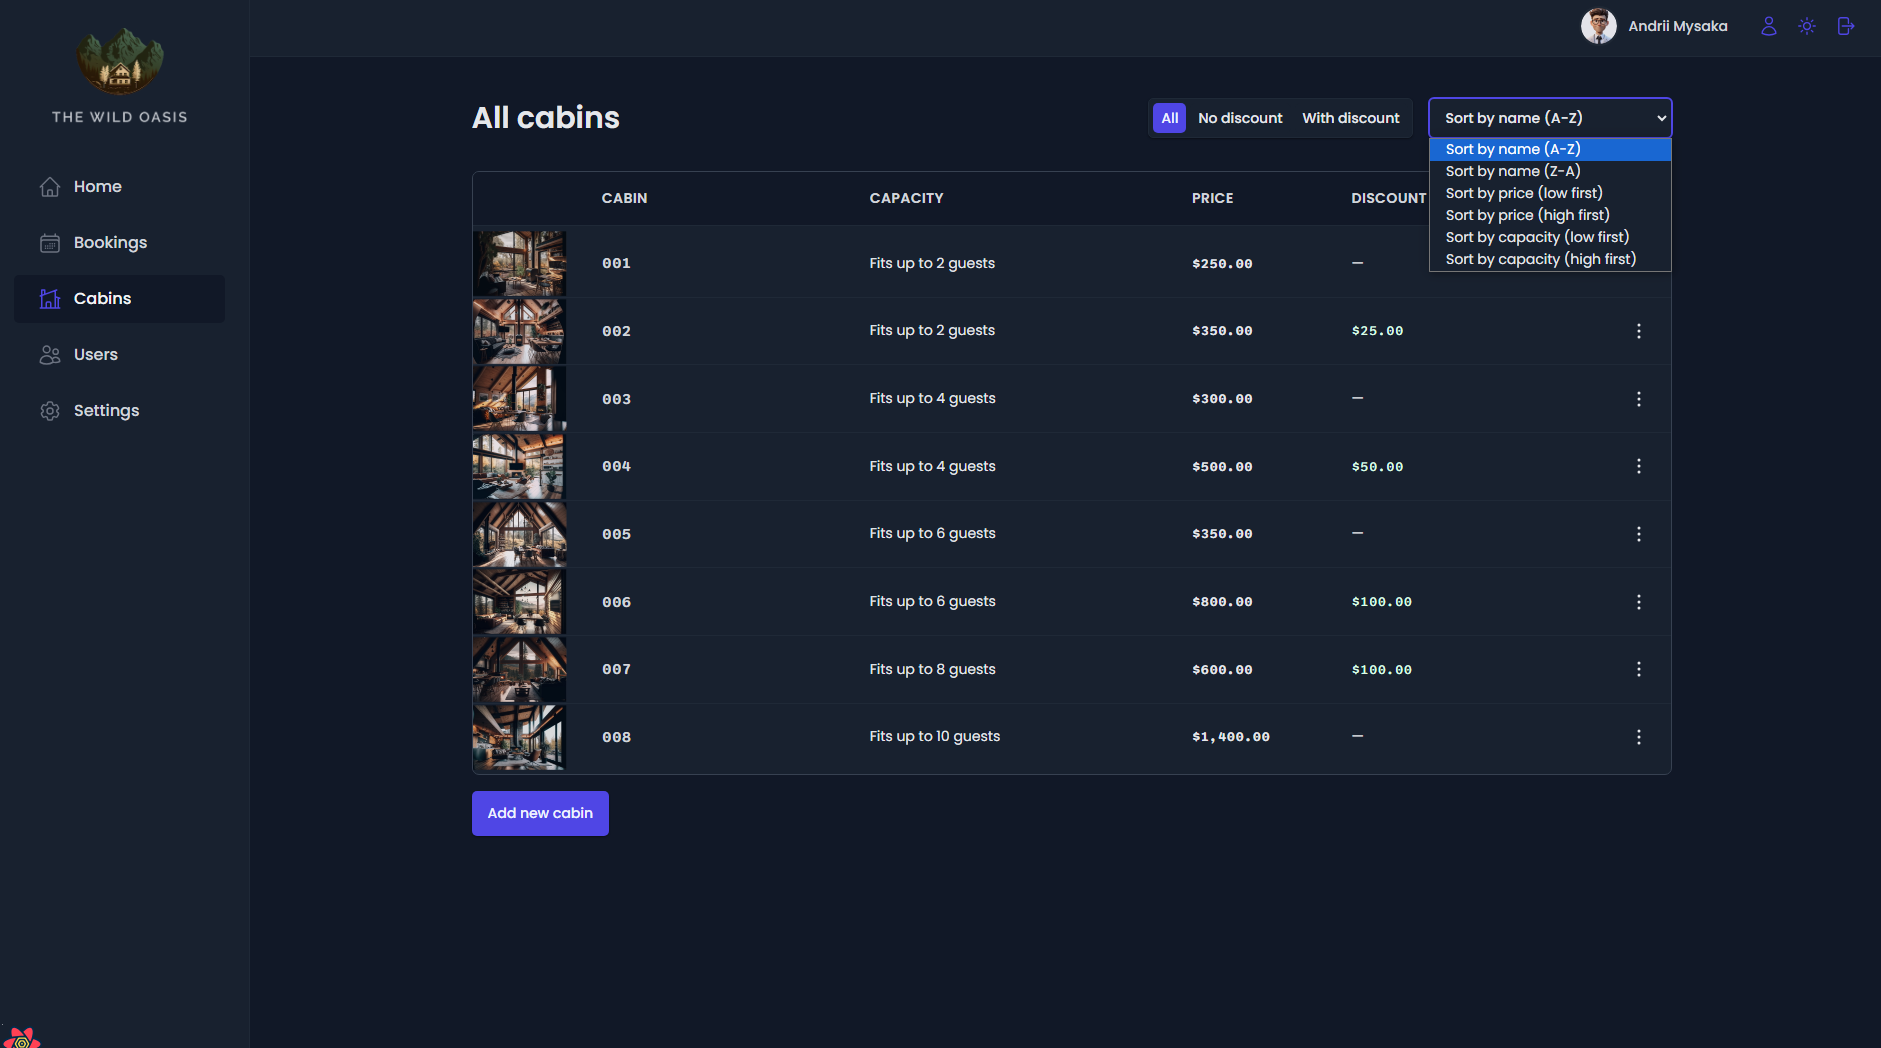 THE WILD OASIS
Home
Bookings
Cabins
Users
Settings
Andrii Mysaka
All cabins
All No discount With discount
Sort by name (A-Z)
Sort by name (A-Z)
Sort by name (Z-A)
Sort by price (low first)
Sort by price (high first)
Sort by capacity (low first)
Sort by capacity (high first)
CABIN CAPACITY PRICE DISCOUNT
001 Fits up to 2 guests $250.00 —
002 Fits up to 2 guests $350.00 $25.00
003 Fits up to 4 guests $300.00 —
004 Fits up to 4 guests $500.00 $50.00
005 Fits up to 6 guests $350.00 —
006 Fits up to 6 guests $800.00 $100.00
007 Fits up to 8 guests $600.00 $100.00
008 Fits up to 10 guests $1,400.00 —
Add new cabin